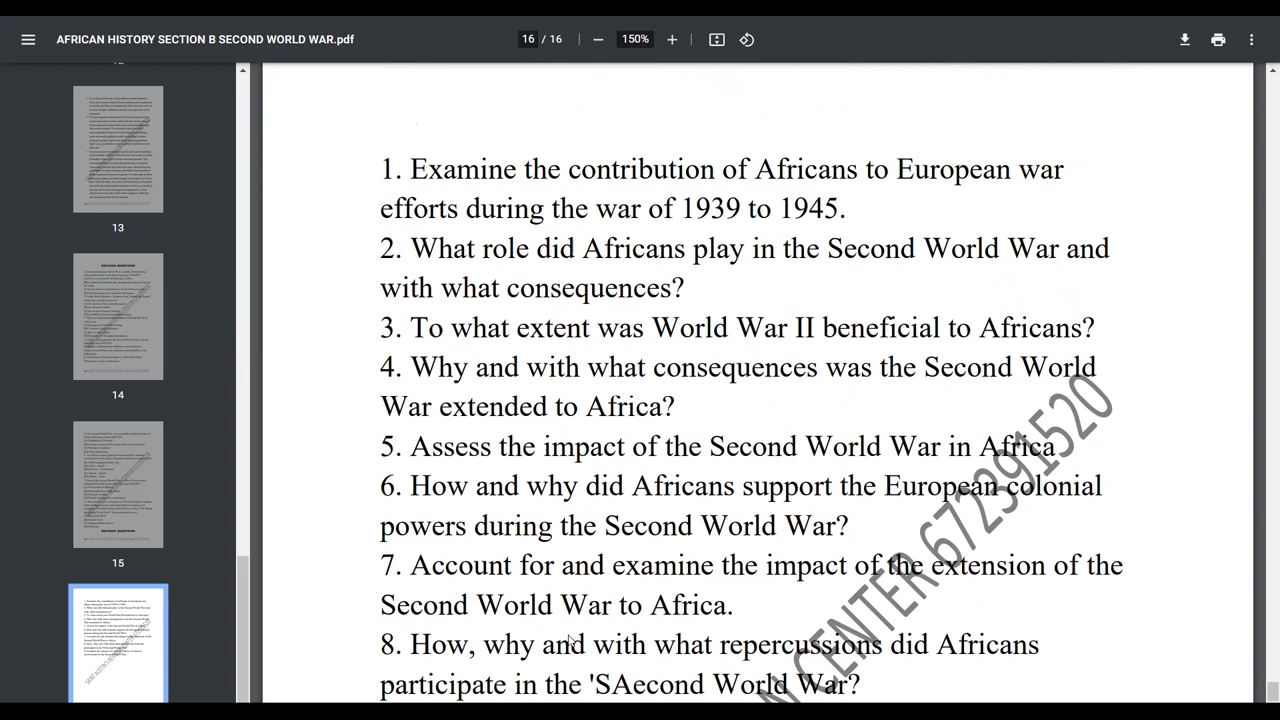 AFRICAN HISTORY SECTION B SECOND WORLD WAR.pdf
16 / 16
150%
13
14
15
1. Examine the contribution of Africans to European war
efforts during the war of 1939 to 1945.
2. What role did Africans play in the Second World War and
with what consequences?
3. To what extent was World War II beneficial to Africans?
4. Why and with what consequences was the Second World
War extended to Africa?
5. Assess the impact of the Second World War in Africa
6. How and why did Africans support the European colonial
powers during the Second World War?
7. Account for and examine the impact of the extension of the
Second World War to Africa.
8. How, why and with what repercussions did Africans
participate in the 'SAecond World War?
N CENTER 672391520